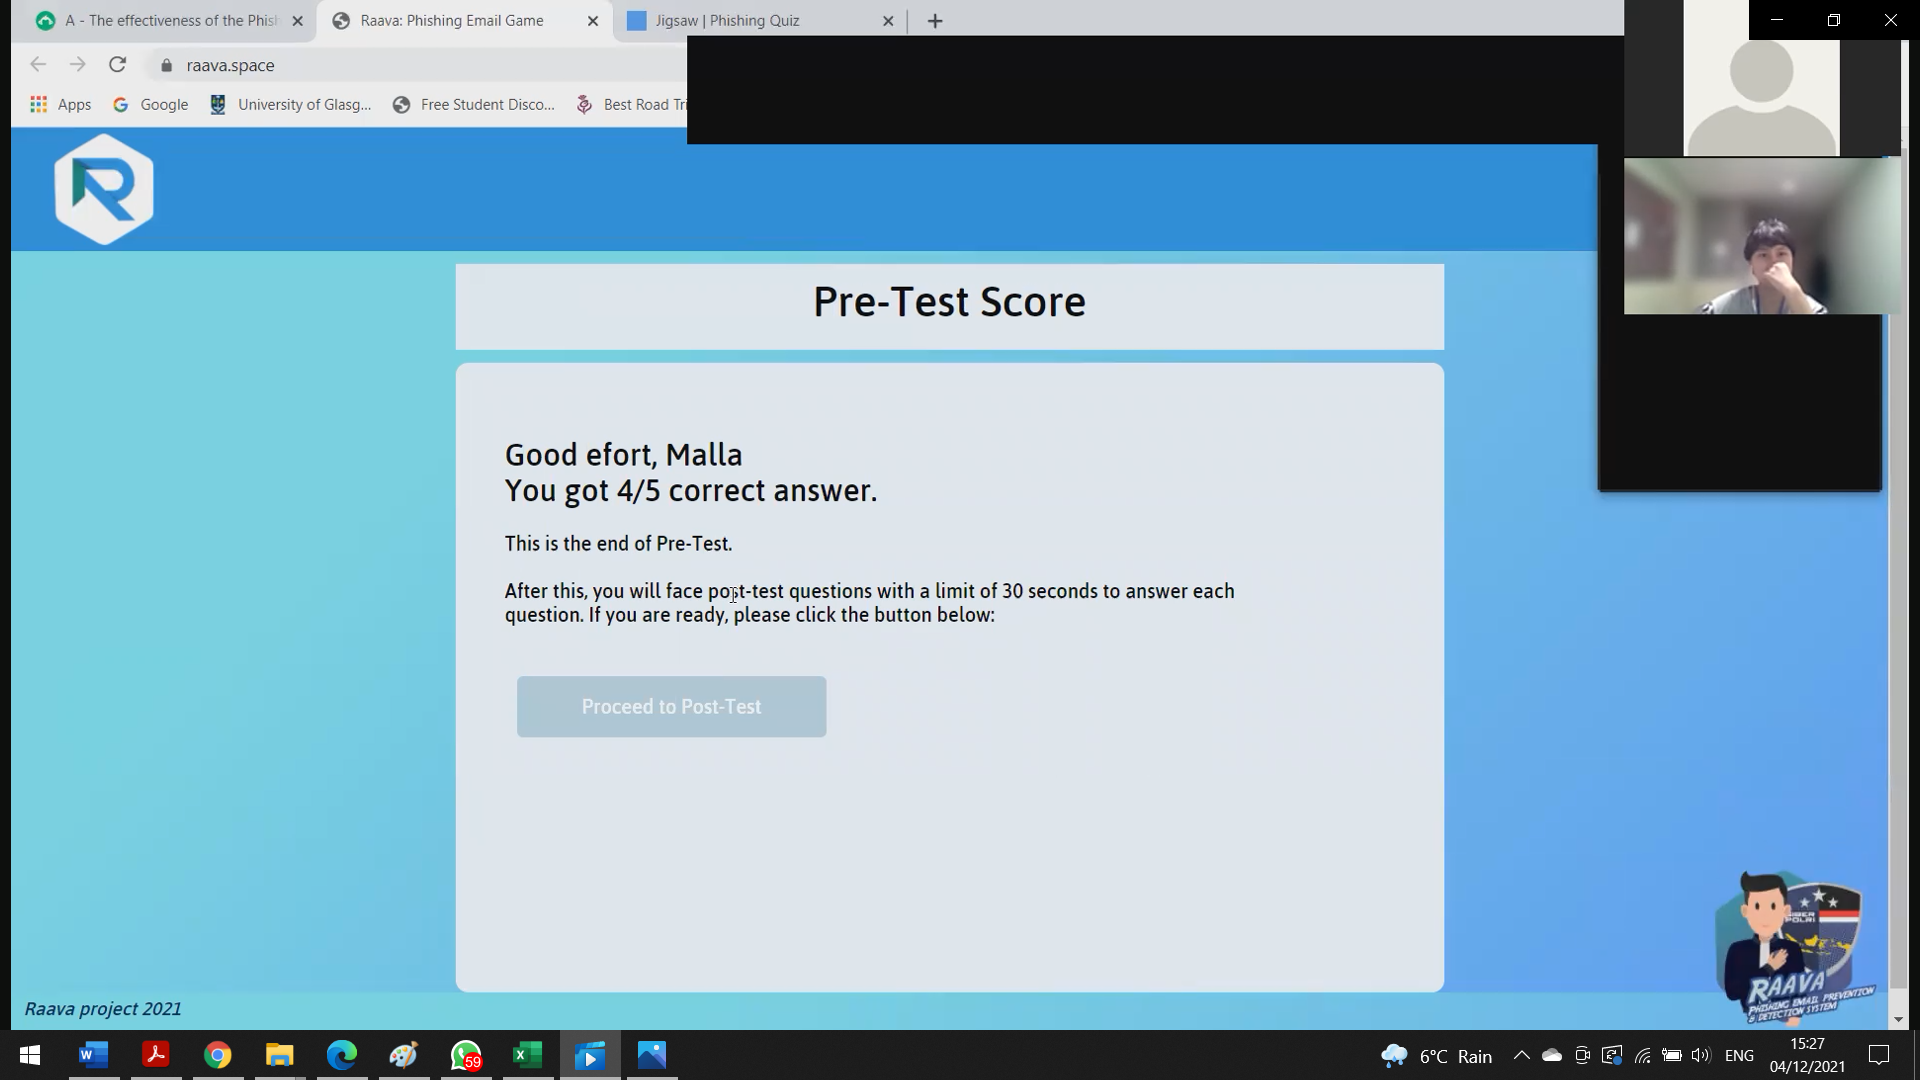 A - The effectiveness of the Phish
Raava: Phishing Email Game
Jigsaw | Phishing Quiz
raava.space
Apps
Google
University of Glasg...
Free Student Disco...
Best Road Tri
Pre-Test Score
Good efort, Malla
You got 4/5 correct answer.
This is the end of Pre-Test.
After this, you will face post-test questions with a limit of 30 seconds to answer each
question. If you are ready, please click the button below:
Proceed to Post-Test
SIBER
POLRI
RAAVA
PHISHING EMAIL PREVENTION
& DETECTION SYSTEM
Raava project 2021
59
6°C Rain
ENG
15:27
04/12/2021